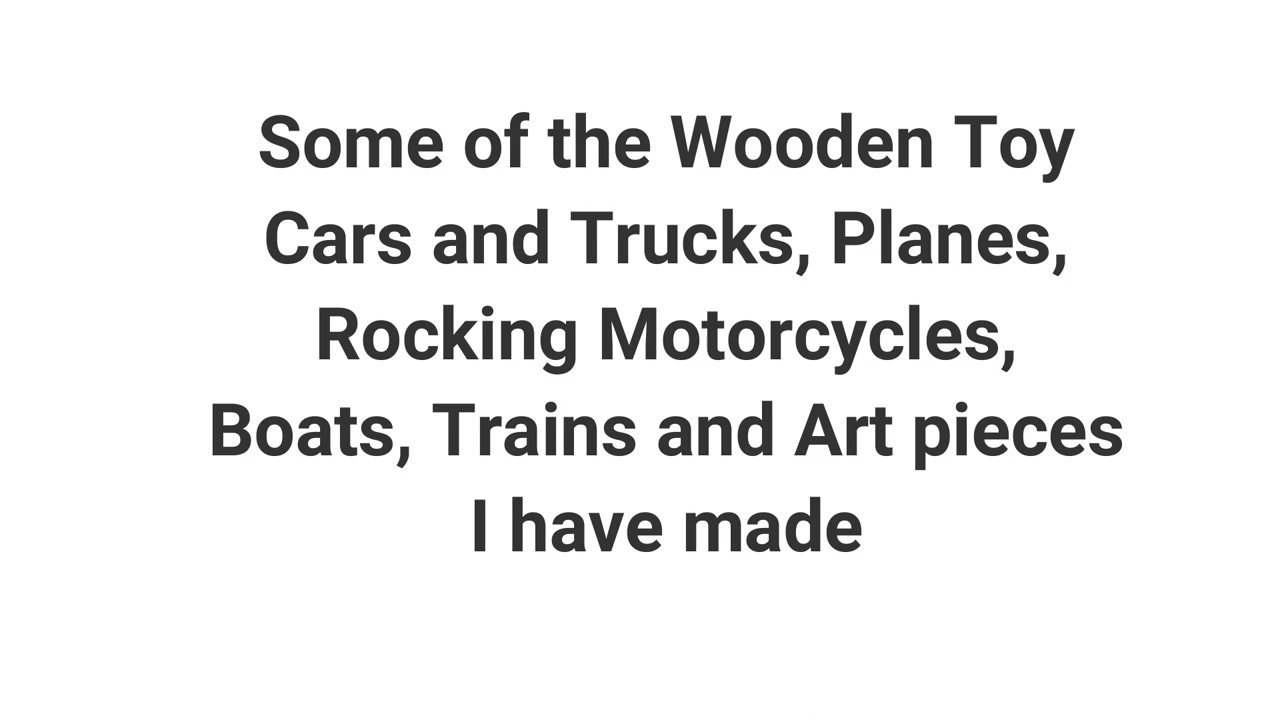 Some of the Wooden Toy
Cars and Trucks, Planes,
Rocking Motorcycles,
Boats, Trains and Art pieces
I have made